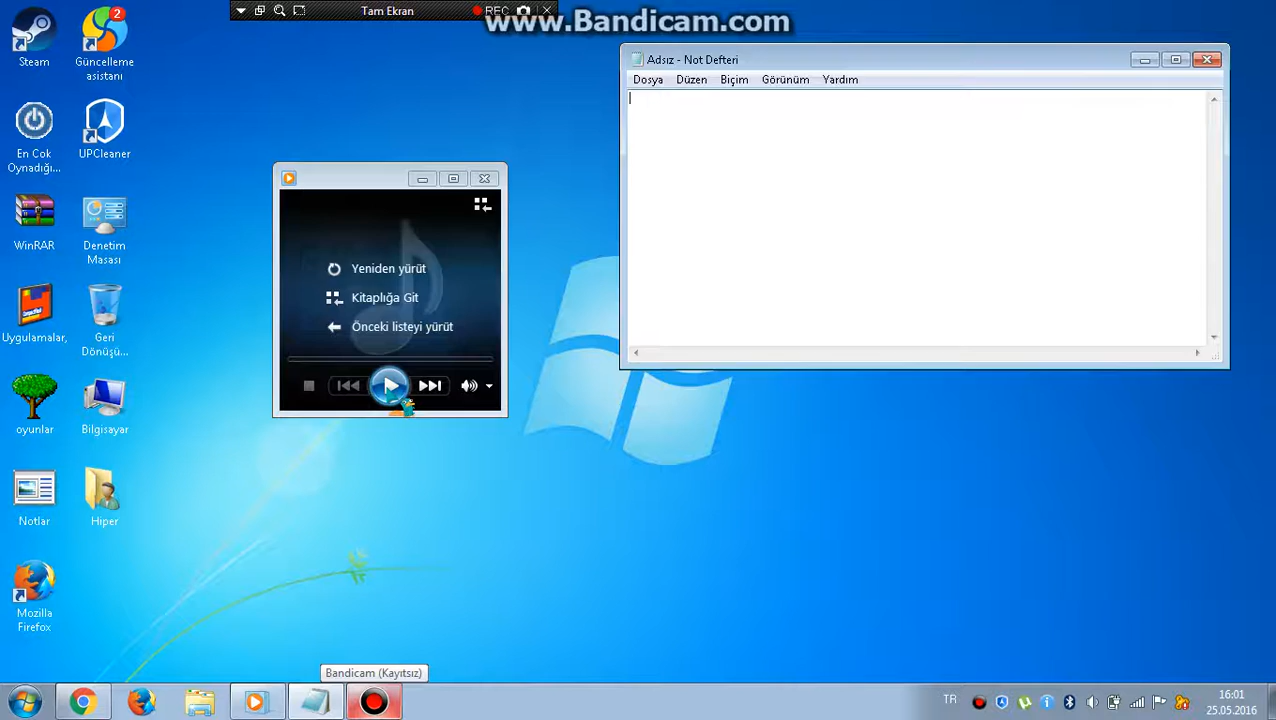 Tam Ekran
REC
www.Bandicam.com
Steam
2
Güncelleme
asistanı
En Cok
Oynadığı...
UPCleaner
WinRAR
Denetim
Masası
Uygulamalar,
Geri
Dönüşü...
oyunlar
Bilgisayar
Notlar
Hiper
Mozilla
Firefox
Yeniden yürüt
Kitaplığa Git
Önceki listeyi yürüt
Adsız - Not Defteri
Dosya Düzen Biçim Görünüm Yardım
Bandicam (Kayıtsız)
TR
16:01
25.05.2016